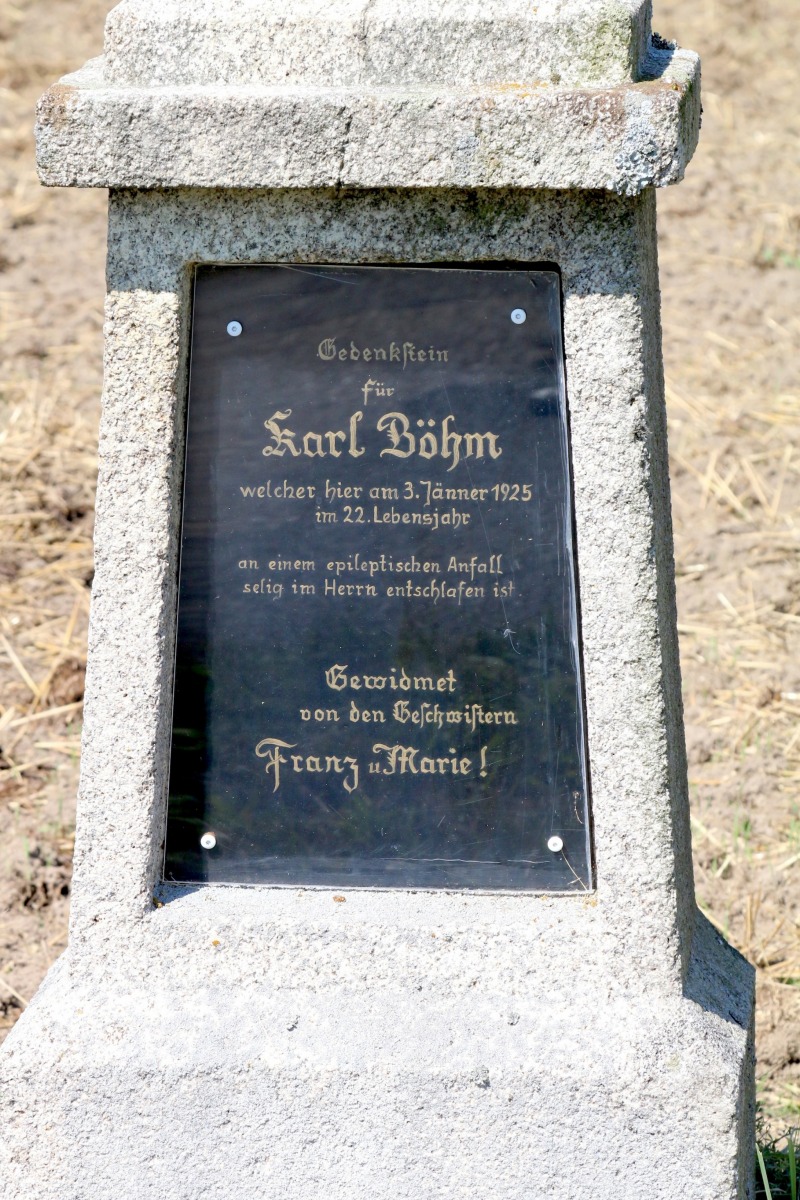 Gedenkstein
für
Karl Böhm
welcher hier am 3. Jänner 1925
im 22. Lebensjahr
an einem epileptischen Anfall
selig im Herrn entschlafen ist.
Gewidmet
von den Geschwistern
Franz u Marie!